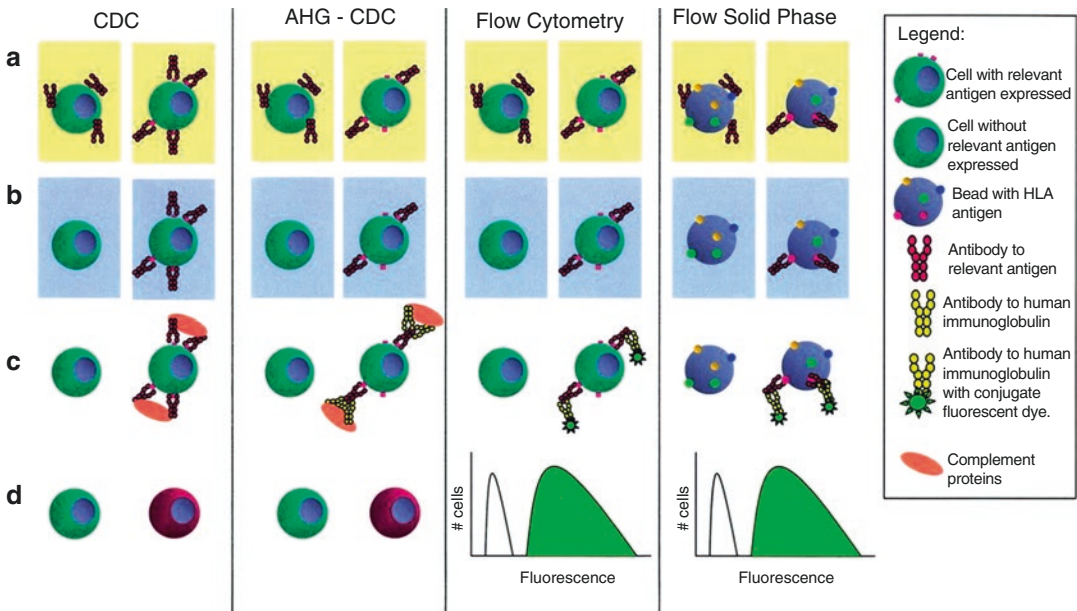 CDC
AHG - CDC
Flow Cytometry
Flow Solid Phase
a
b
c
d
# cells
Fluorescence
# cells
Fluorescence
Legend:
Cell with relevant
antigen expressed
Cell without
relevant antigen
expressed
Bead with HLA
antigen
Antibody to
relevant antigen
Antibody to human
immunoglobulin
Antibody to human
immunoglobulin
with conjugate
fluorescent dye.
Complement
proteins